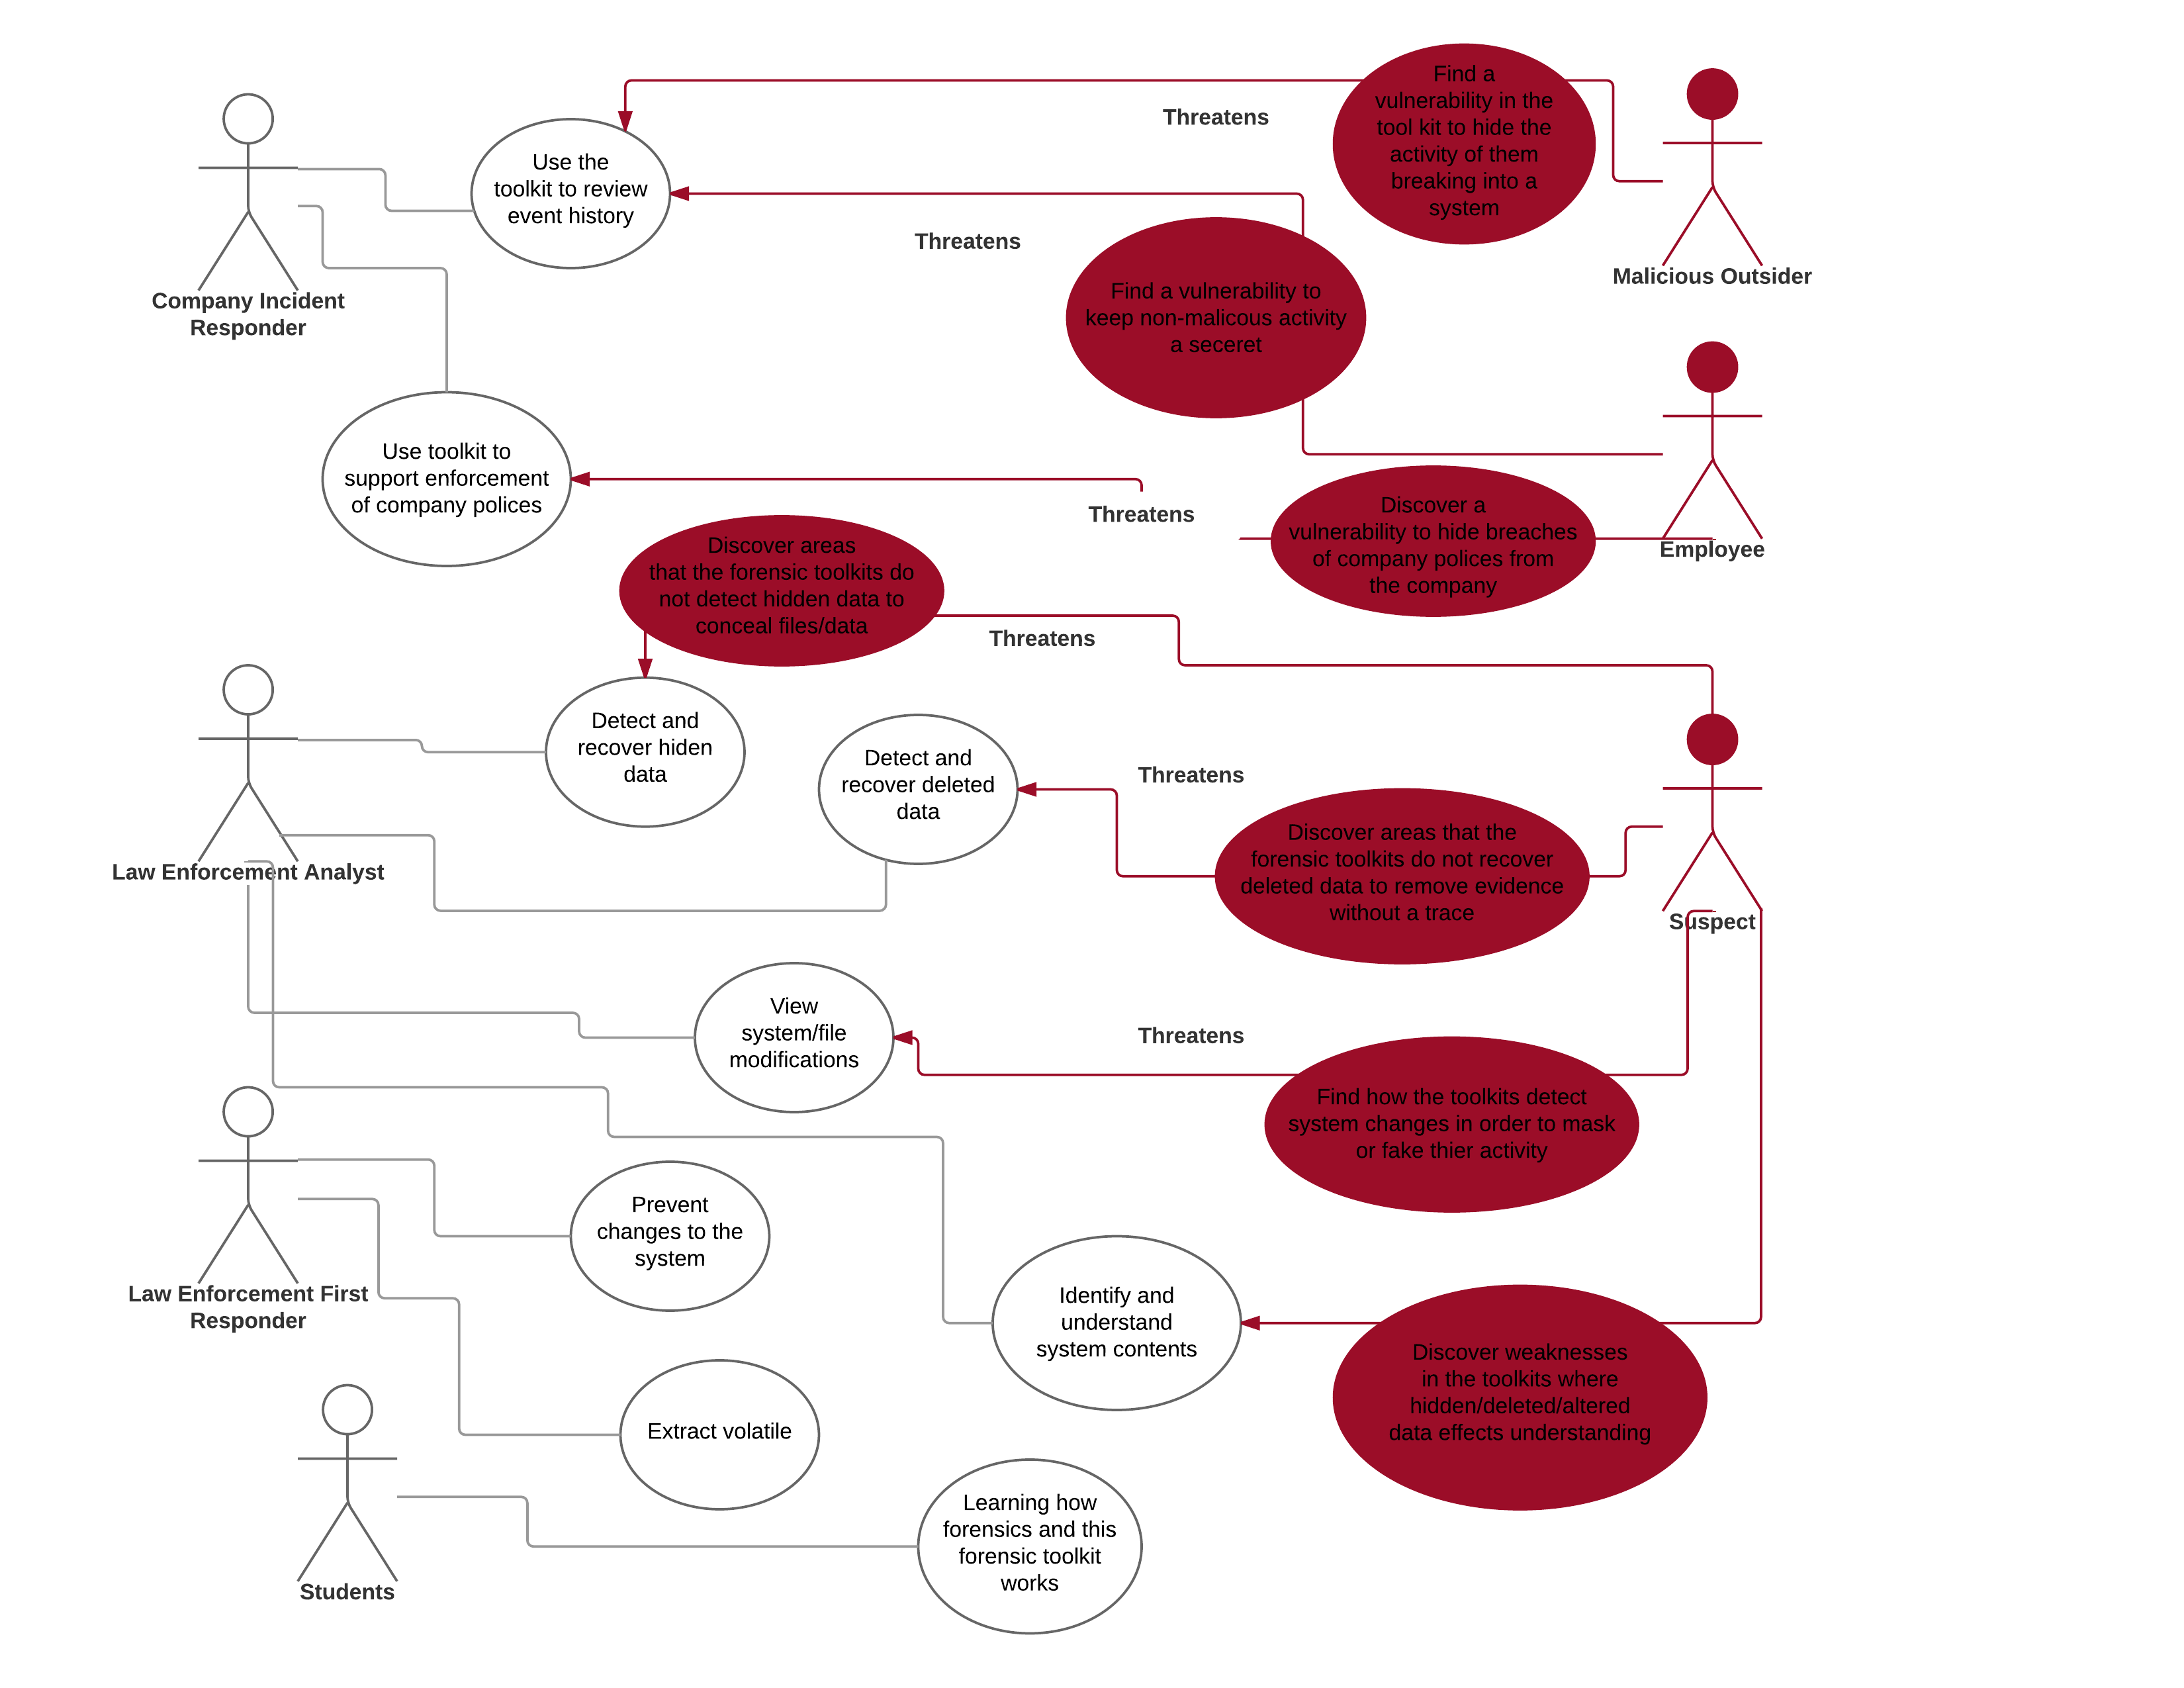 Find a
vulnerability in the
tool kit to hide the
activity of them
breaking into a
system
Threatens
Malicious Outsider
Use the
toolkit to review
event history
Company Incident
Responder
Threatens
Find a vulnerability to
keep non-malicous activity
a seceret
Use toolkit to
support enforcement
of company polices
Threatens
Discover a
vulnerability to hide breaches
of company polices from
the company
Employee
Discover areas
that the forensic toolkits do
not detect hidden data to
conceal files/data
Threatens
Detect and
recover hiden
data
Detect and
recover deleted
data
Threatens
Discover areas that the
forensic toolkits do not recover
deleted data to remove evidence
without a trace
Law Enforcement Analyst
Suspect
View
system/file
modifications
Threatens
Find how the toolkits detect
system changes in order to mask
or fake thier activity
Prevent
changes to the
system
Law Enforcement First
Responder
Identify and
understand
system contents
Discover weaknesses
in the toolkits where
hidden/deleted/altered
data effects understanding
Extract volatile
Learning how
forensics and this
forensic toolkit
works
Students